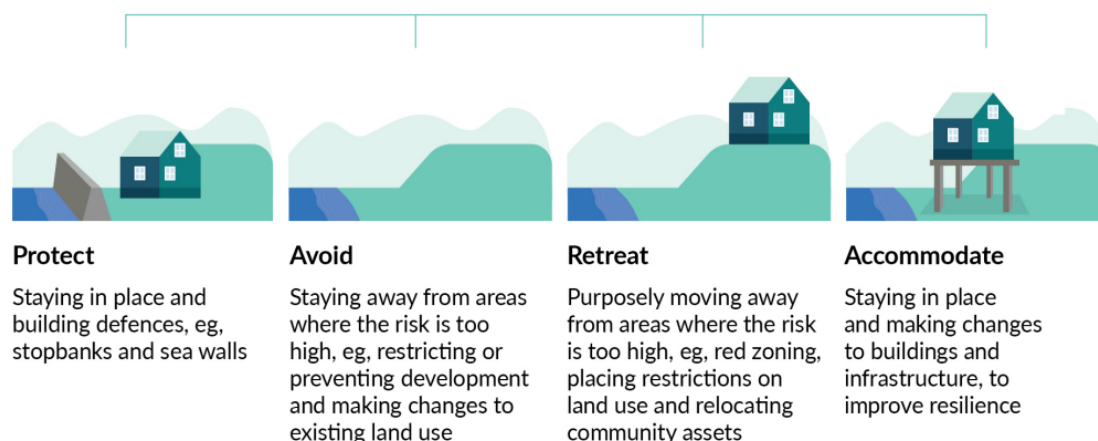 Protect
Staying in place and
building defences, eg,
stopbanks and sea walls
Avoid
Staying away from areas
where the risk is too
high, eg, restricting or
preventing development
and making changes to
existing land use
Retreat
Purposely moving away
from areas where the risk
is too high, eg, red zoning,
placing restrictions on
land use and relocating
community assets
Accommodate
Staying in place
and making changes
to buildings and
infrastructure, to
improve resilience